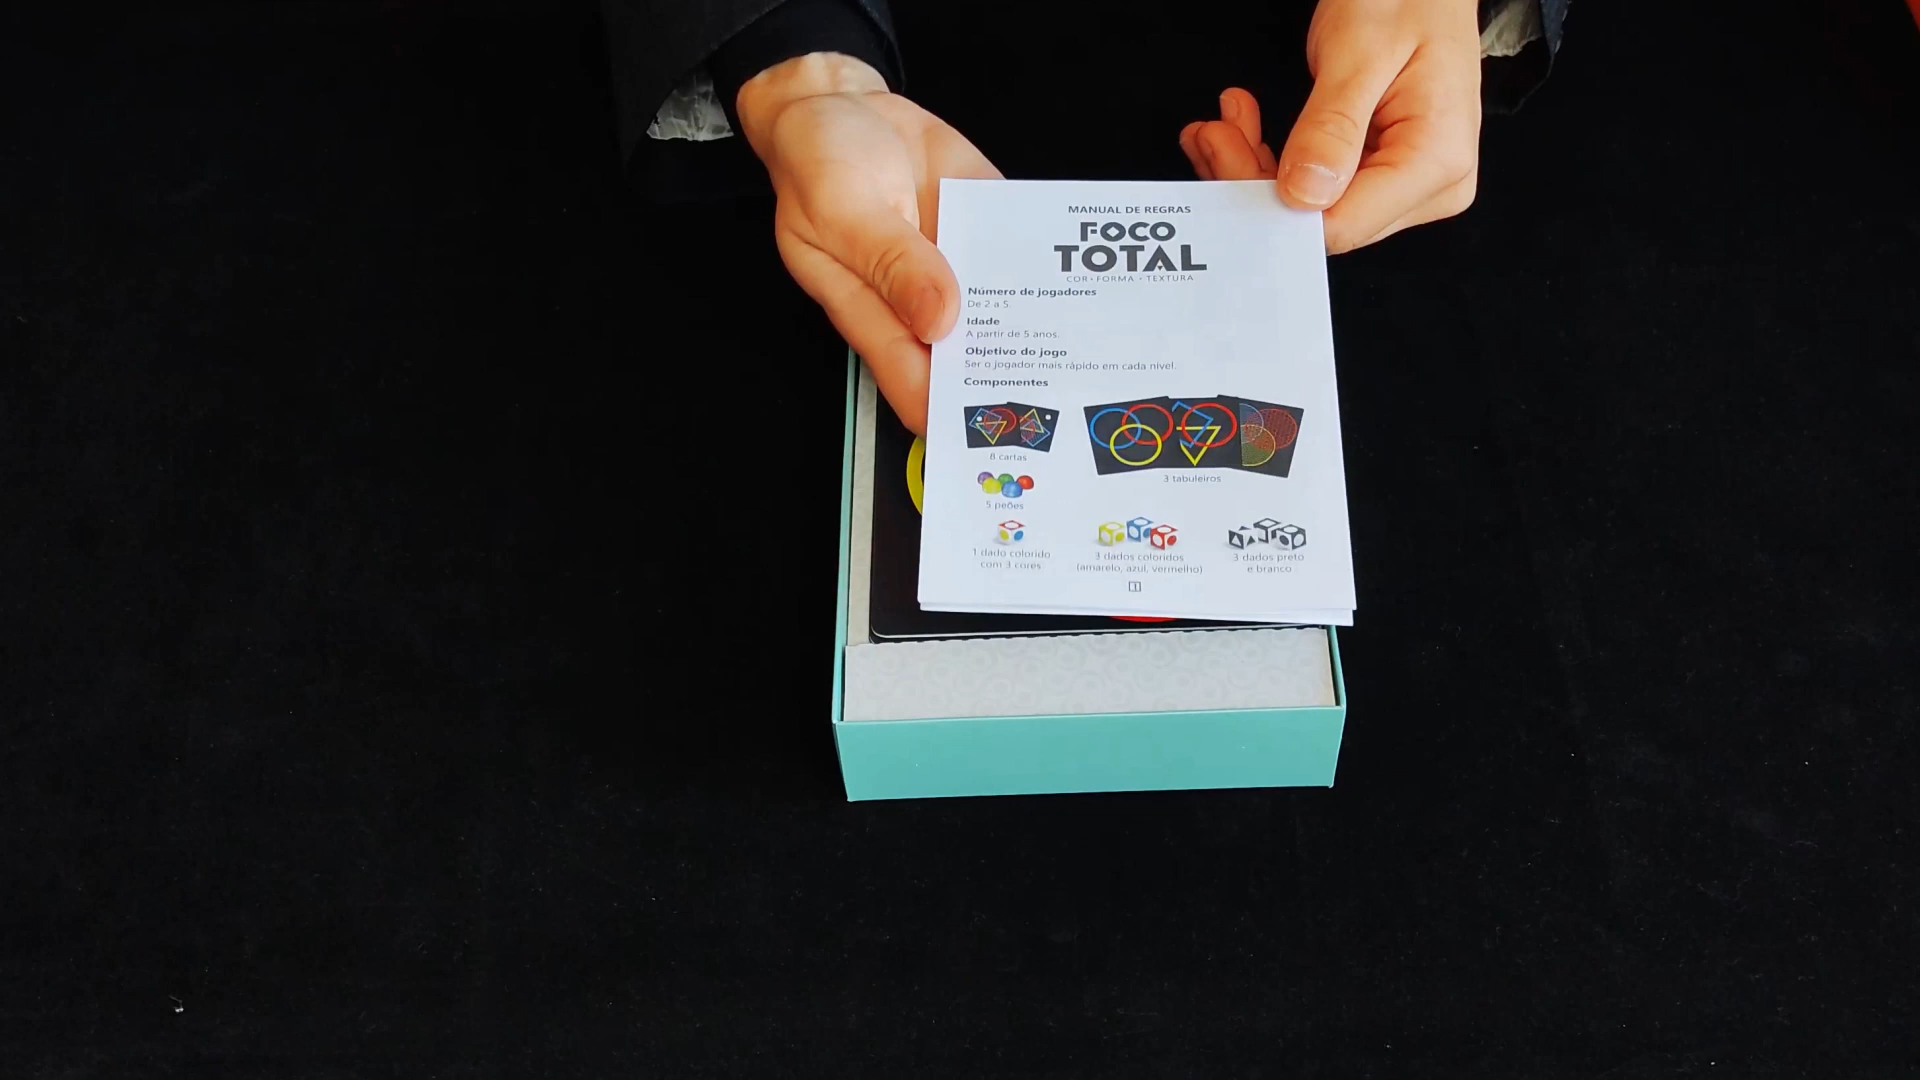 MANUAL DE REGRAS
FOCO
TOTAL
COR • FORMA • TEXTURA
Número de jogadores
De 2 a 5.
Idade
A partir de 5 anos.
Objetivo do jogo
Ser o jogador mais rápido em cada nível.
Componentes
8 cartas
3 tabuleiros
5 peões
1 dado colorido
com 3 cores
3 dados coloridos
(amarelo, azul, vermelho)
3 dados preto
e branco
1